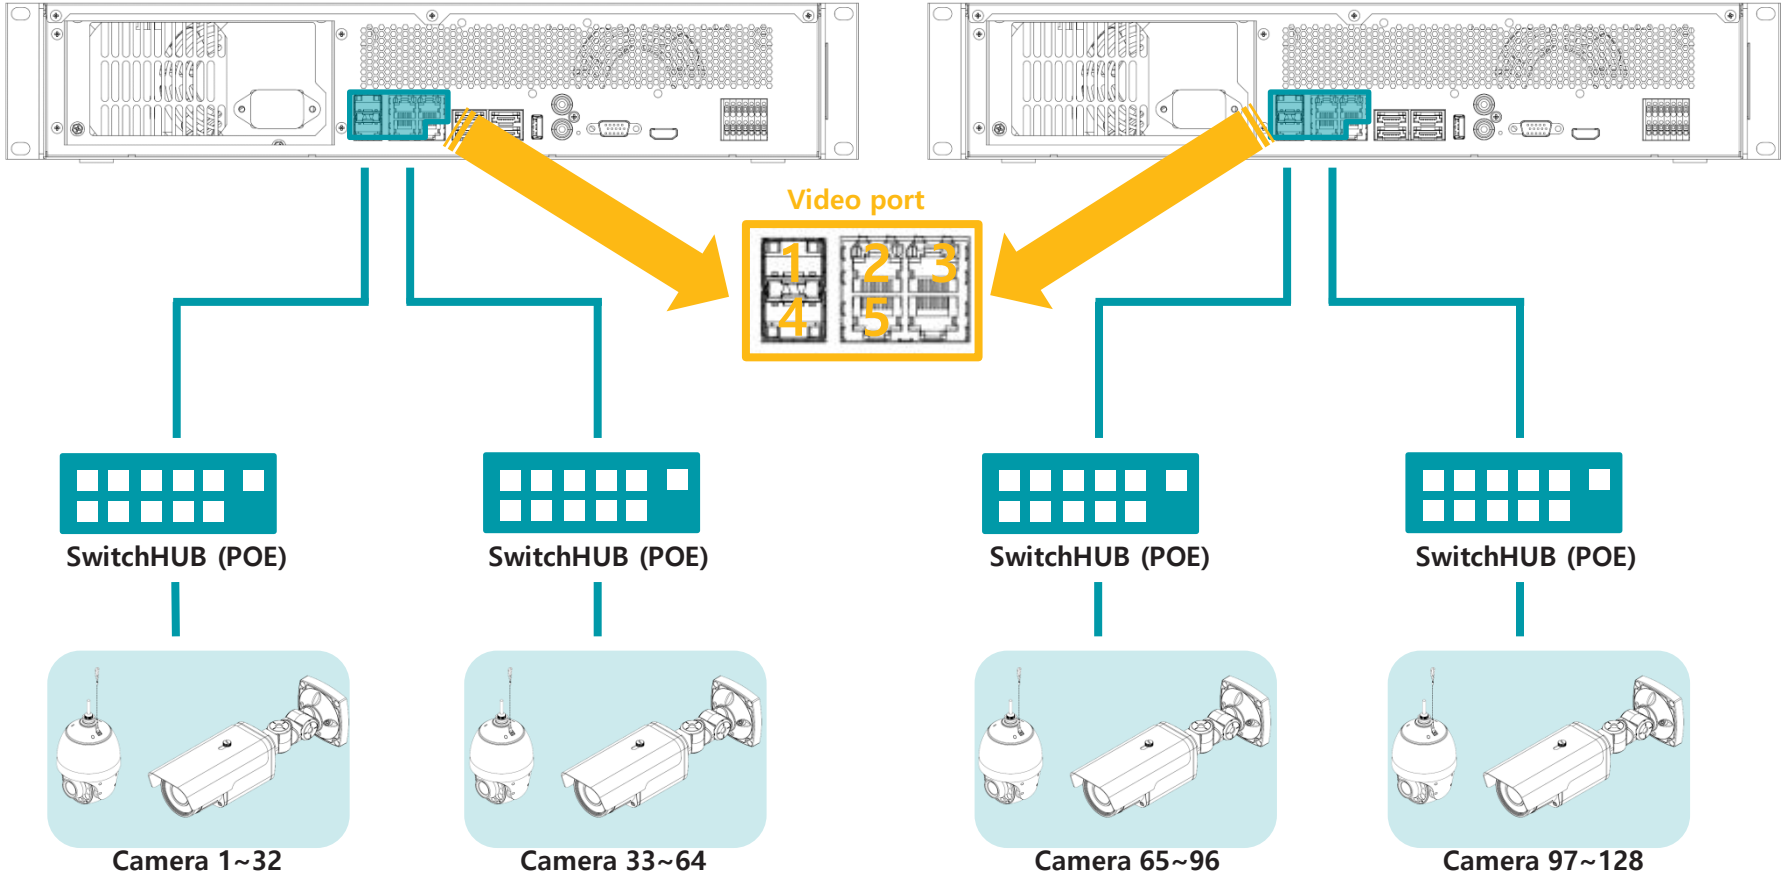 Video port
1 2 3
4 5
SwitchHUB (POE)
SwitchHUB (POE)
SwitchHUB (POE)
SwitchHUB (POE)
Camera 1~32
Camera 33~64
Camera 65~96
Camera 97~128